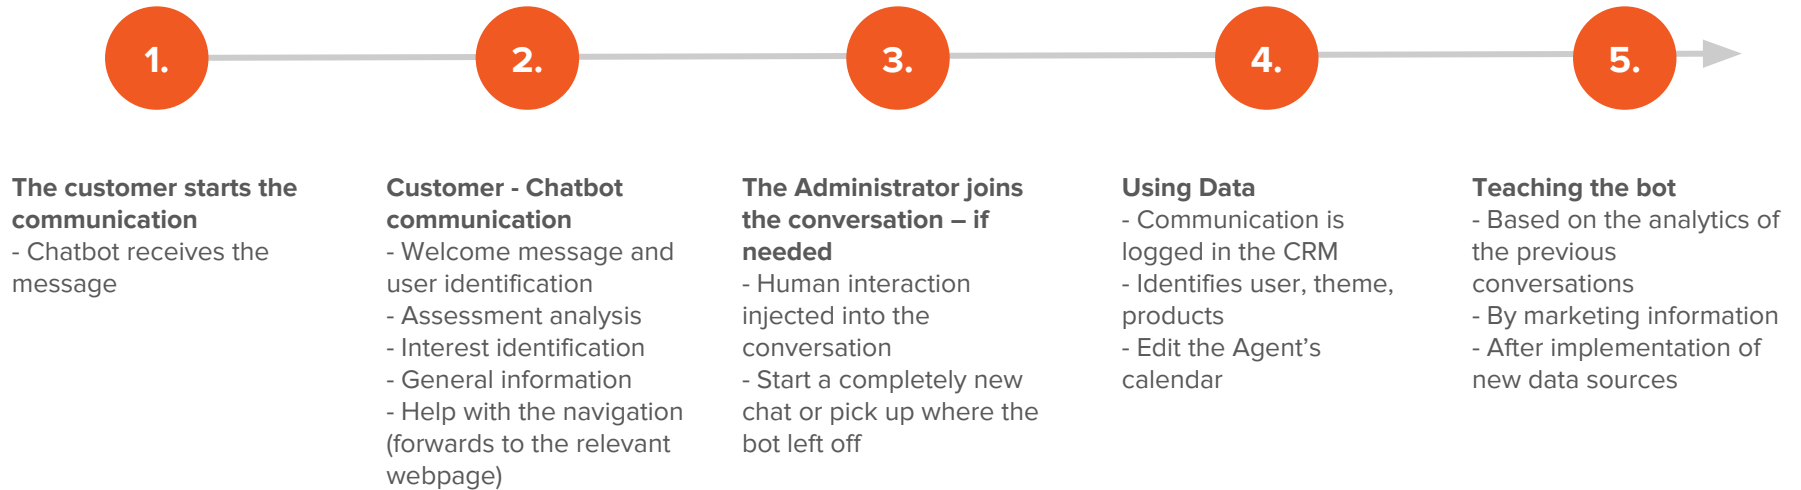 1.
2.
3.
4.
5.
The customer starts the
communication
- Chatbot receives the
message
Customer - Chatbot
communication
- Welcome message and
user identification
- Assessment analysis
- Interest identification
- General information
- Help with the navigation
(forwards to the relevant
webpage)
The Administrator joins
the conversation – if
needed
- Human interaction
injected into the
conversation
- Start a completely new
chat or pick up where the
bot left off
Using Data
- Communication is
logged in the CRM
- Identifies user, theme,
products
- Edit the Agent’s
calendar
Teaching the bot
- Based on the analytics of
the previous
conversations
- By marketing information
- After implementation of
new data sources